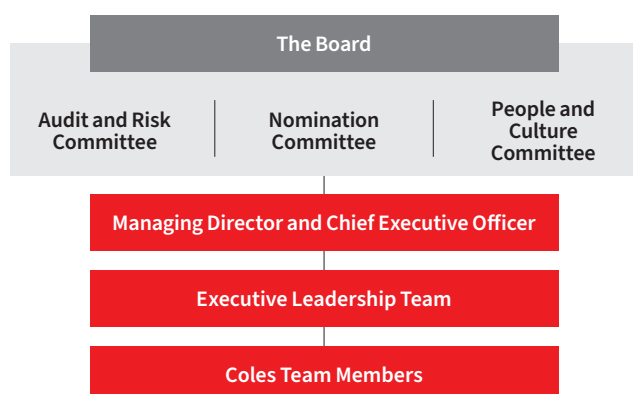 The Board
Audit and Risk
Committee
Nomination
Committee
People and
Culture
Committee
Managing Director and Chief Executive Officer
Executive Leadership Team
Coles Team Members